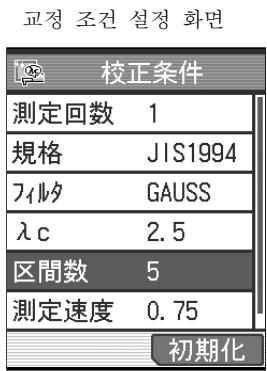 교정 조건 설정 화면
校正条件
測定回数 1
規格 JIS1994
フィルタ GAUSS
λc 2.5
区間数 5
測定速度 0.75
初期化